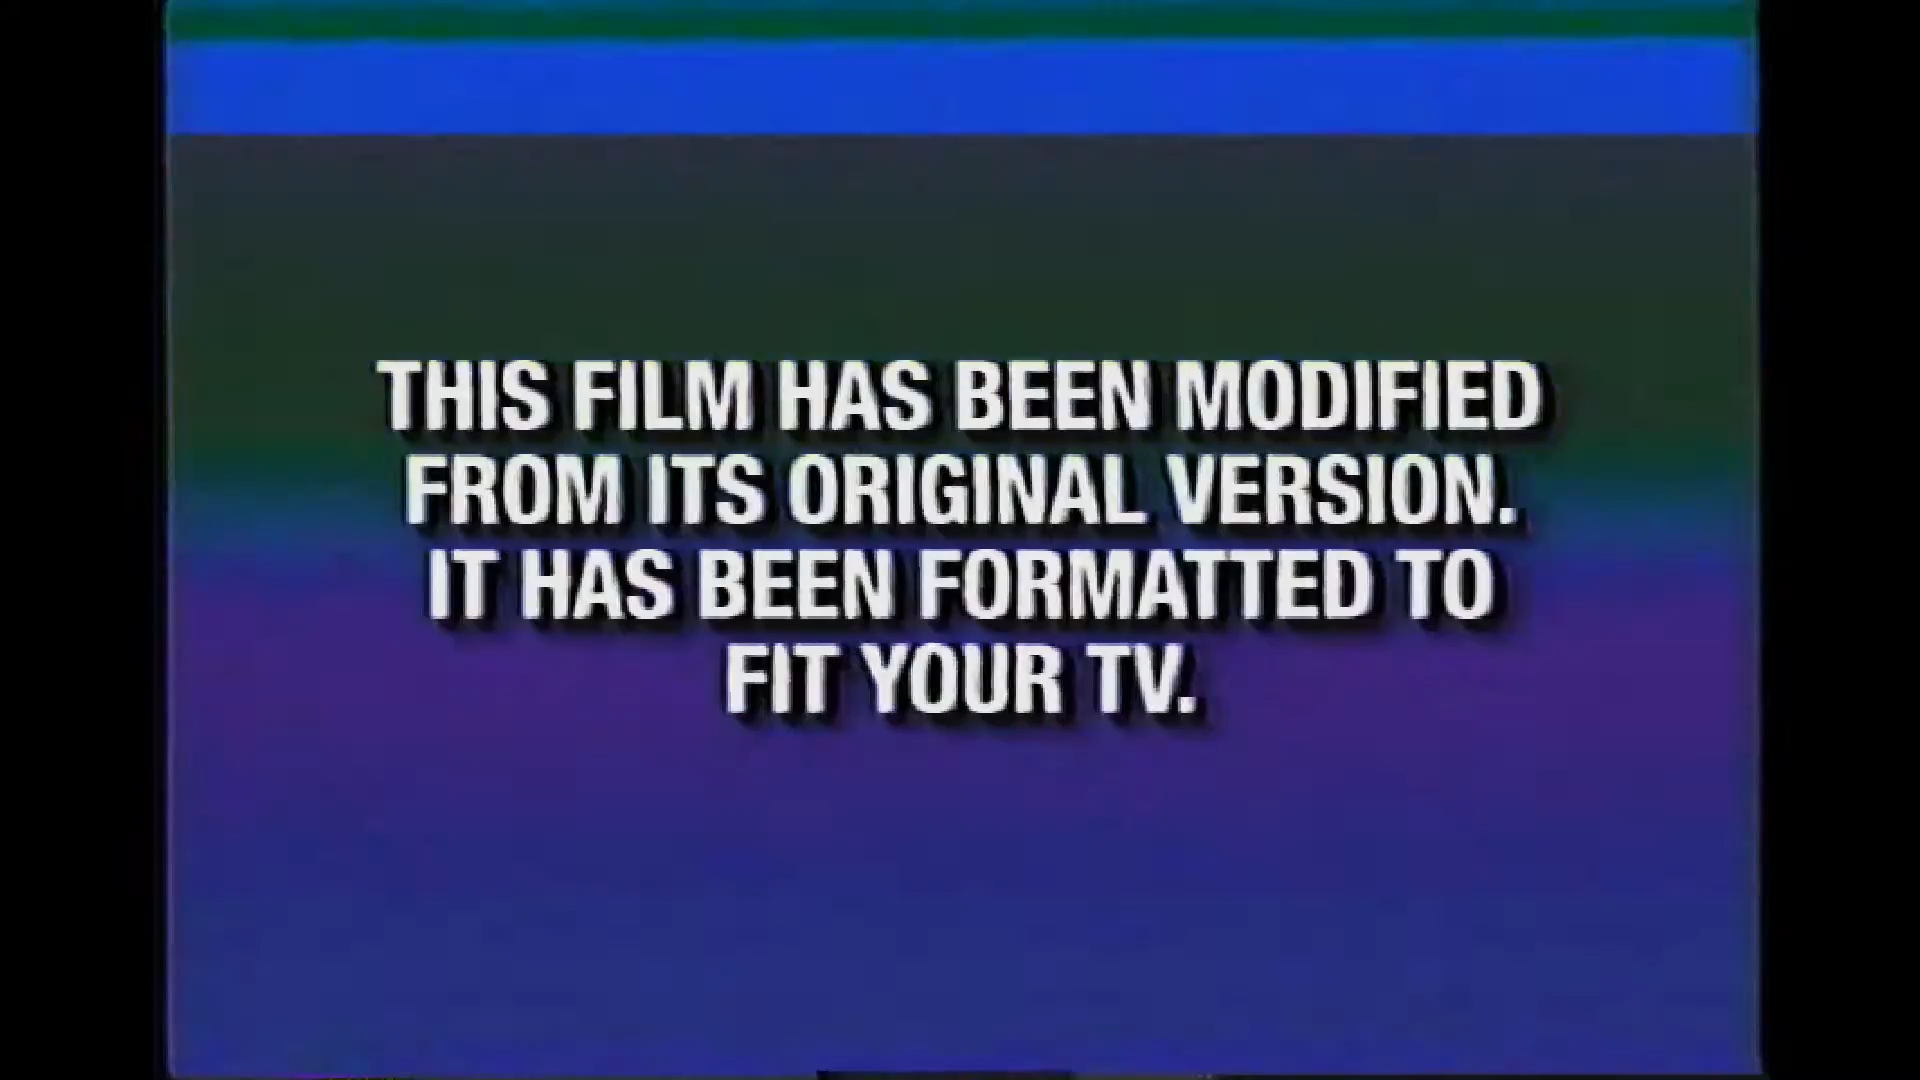 THIS FILM HAS BEEN MODIFIED
FROM ITS ORIGINAL VERSION.
IT HAS BEEN FORMATTED TO
FIT YOUR TV.